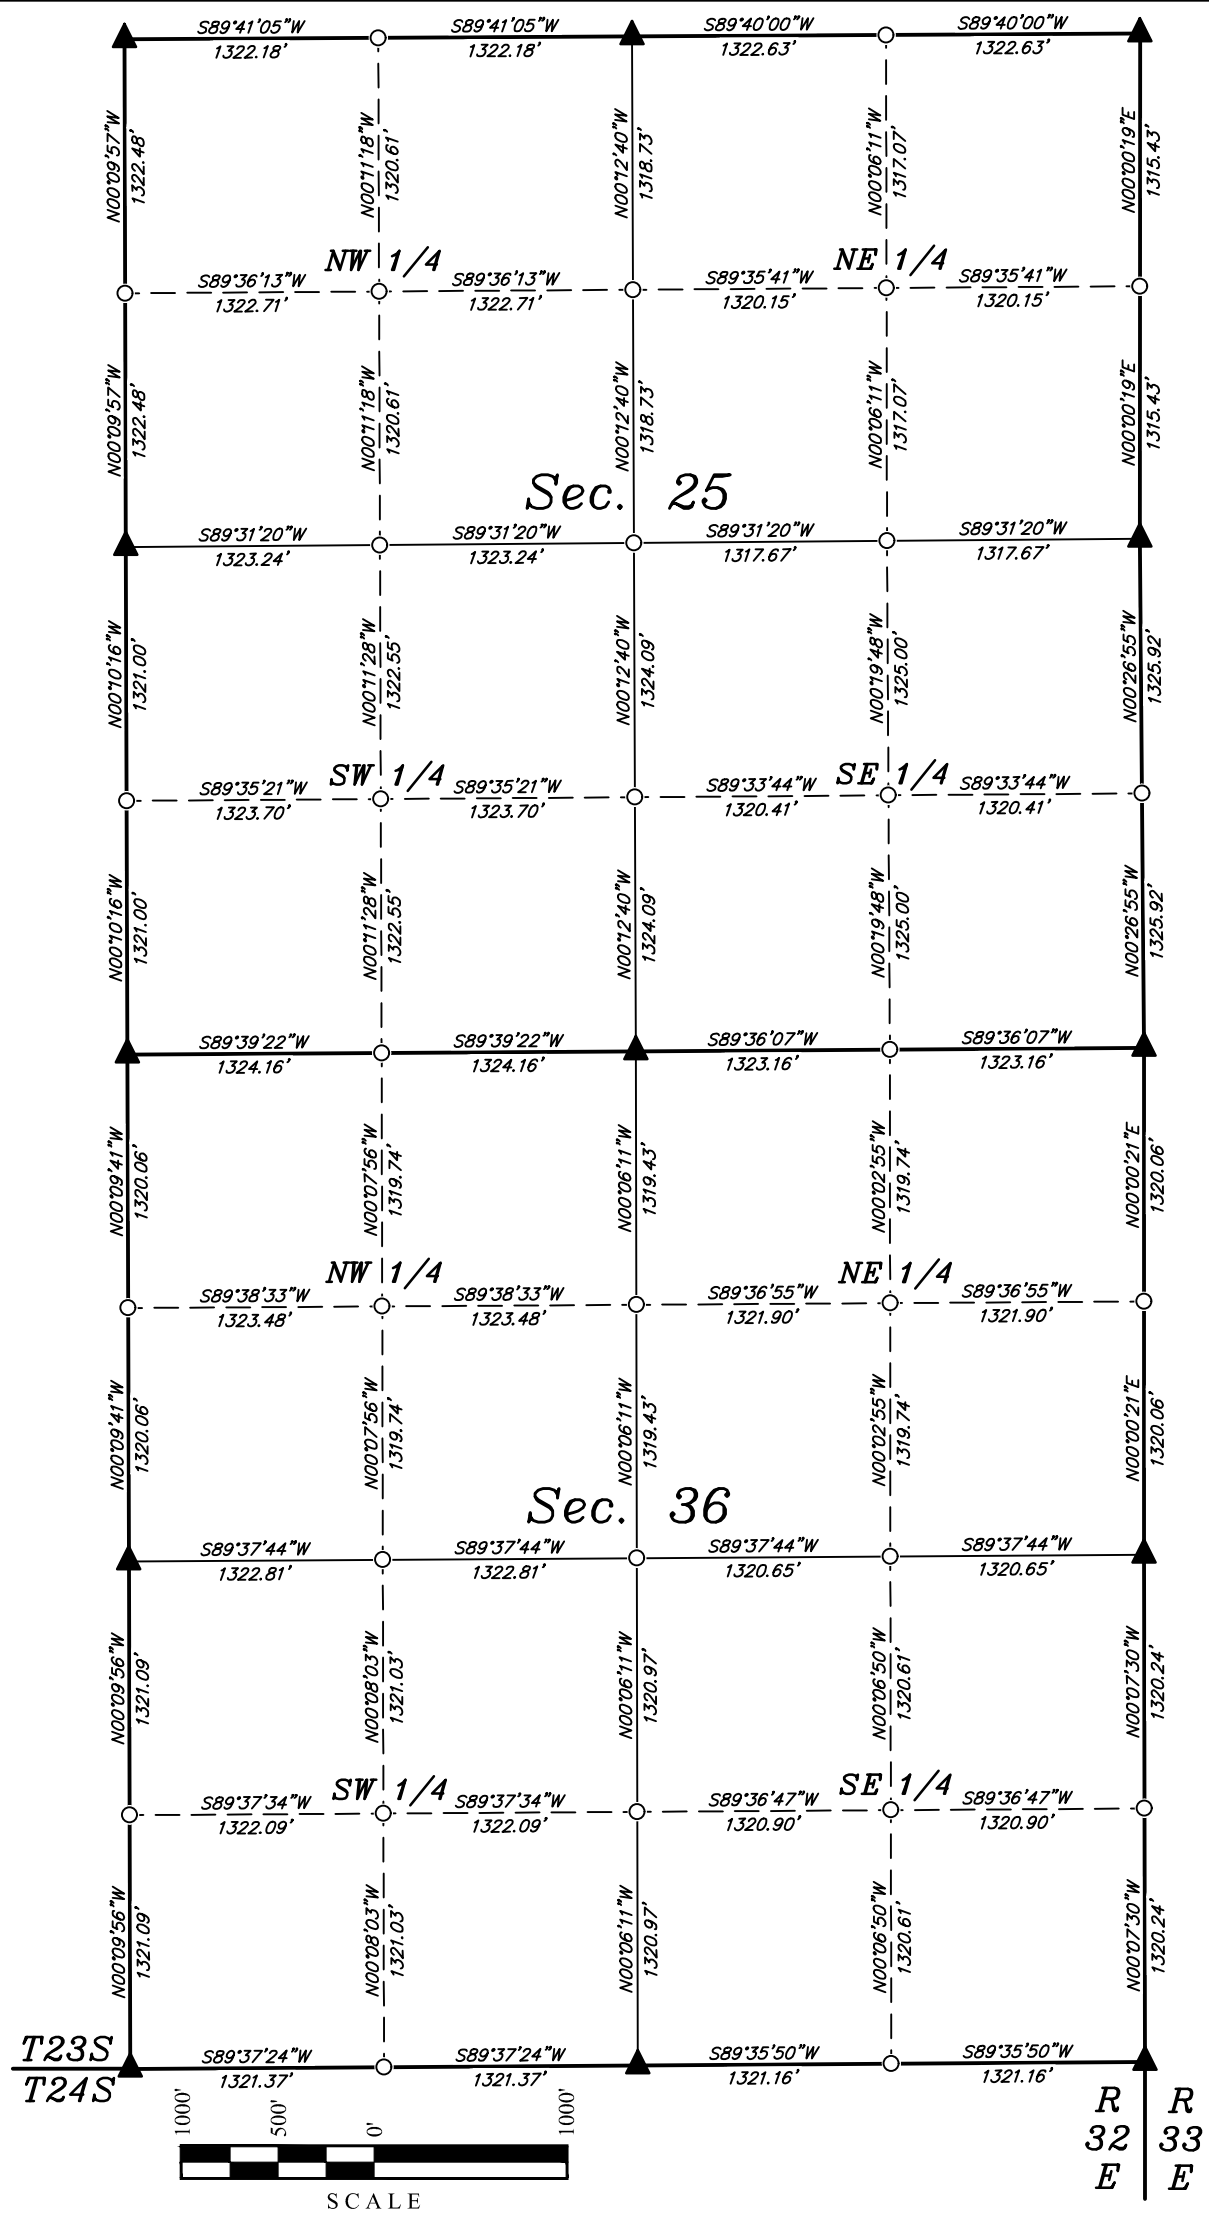 S89°41'05"W S89°41'05"W S89°40'00"W S89°40'00"W
1322.18' 1322.18' 1322.63' 1322.63'
N00°09'57"W N00°11'18"W N00°12'40"W N00°06'11"W N00°00'19"E
1322.48' 1320.61' 1318.73' 1317.07' 1315.43'
NW 1/4 NE 1/4
S89°36'13"W S89°36'13"W S89°35'41"W S89°35'41"W
1322.71' 1322.71' 1320.15' 1320.15'
N00°09'57"W N00°11'18"W N00°12'40"W N00°06'11"W N00°00'19"E
1322.48' 1320.61' 1318.73' 1317.07' 1315.43'
Sec. 25
S89°31'20"W S89°31'20"W S89°31'20"W S89°31'20"W
1323.24' 1323.24' 1317.67' 1317.67'
N00°10'16"W N00°11'28"W N00°12'40"W N00°19'48"W N00°26'55"W
1321.00' 1322.55' 1324.09' 1325.00' 1325.92'
SW 1/4 SE 1/4
S89°35'21"W S89°35'21"W S89°33'44"W S89°33'44"W
1323.70' 1323.70' 1320.41' 1320.41'
N00°10'16"W N00°11'28"W N00°12'40"W N00°19'48"W N00°26'55"W
1321.00' 1322.55' 1324.09' 1325.00' 1325.92'
S89°39'22"W S89°39'22"W S89°36'07"W S89°36'07"W
1324.16' 1324.16' 1323.16' 1323.16'
N00°09'41"W N00°07'56"W N00°06'11"W N00°02'55"W N00°00'21"E
1320.06' 1319.74' 1319.43' 1319.74' 1320.06'
NW 1/4 NE 1/4
S89°38'33"W S89°38'33"W S89°36'55"W S89°36'55"W
1323.48' 1323.48' 1321.90' 1321.90'
N00°09'41"W N00°07'56"W N00°06'11"W N00°02'55"W N00°00'21"E
1320.06' 1319.74' 1319.43' 1319.74' 1320.06'
Sec. 36
S89°37'44"W S89°37'44"W S89°37'44"W S89°37'44"W
1322.81' 1322.81' 1320.65' 1320.65'
N00°09'56"W N00°08'03"W N00°06'11"W N00°06'50"W N00°07'30"W
1321.09' 1321.03' 1320.97' 1320.61' 1320.24'
SW 1/4 SE 1/4
S89°37'34"W S89°37'34"W S89°36'47"W S89°36'47"W
1322.09' 1322.09' 1320.90' 1320.90'
N00°09'56"W N00°08'03"W N00°06'11"W N00°06'50"W N00°07'30"W
1321.09' 1321.03' 1320.97' 1320.61' 1320.24'
T23S
S89°37'24"W S89°37'24"W S89°35'50"W S89°35'50"W
1321.37' 1321.37' 1321.16' 1321.16'
T24S
R R
32 33
E E
1000' 500' 0' 1000'
SCALE